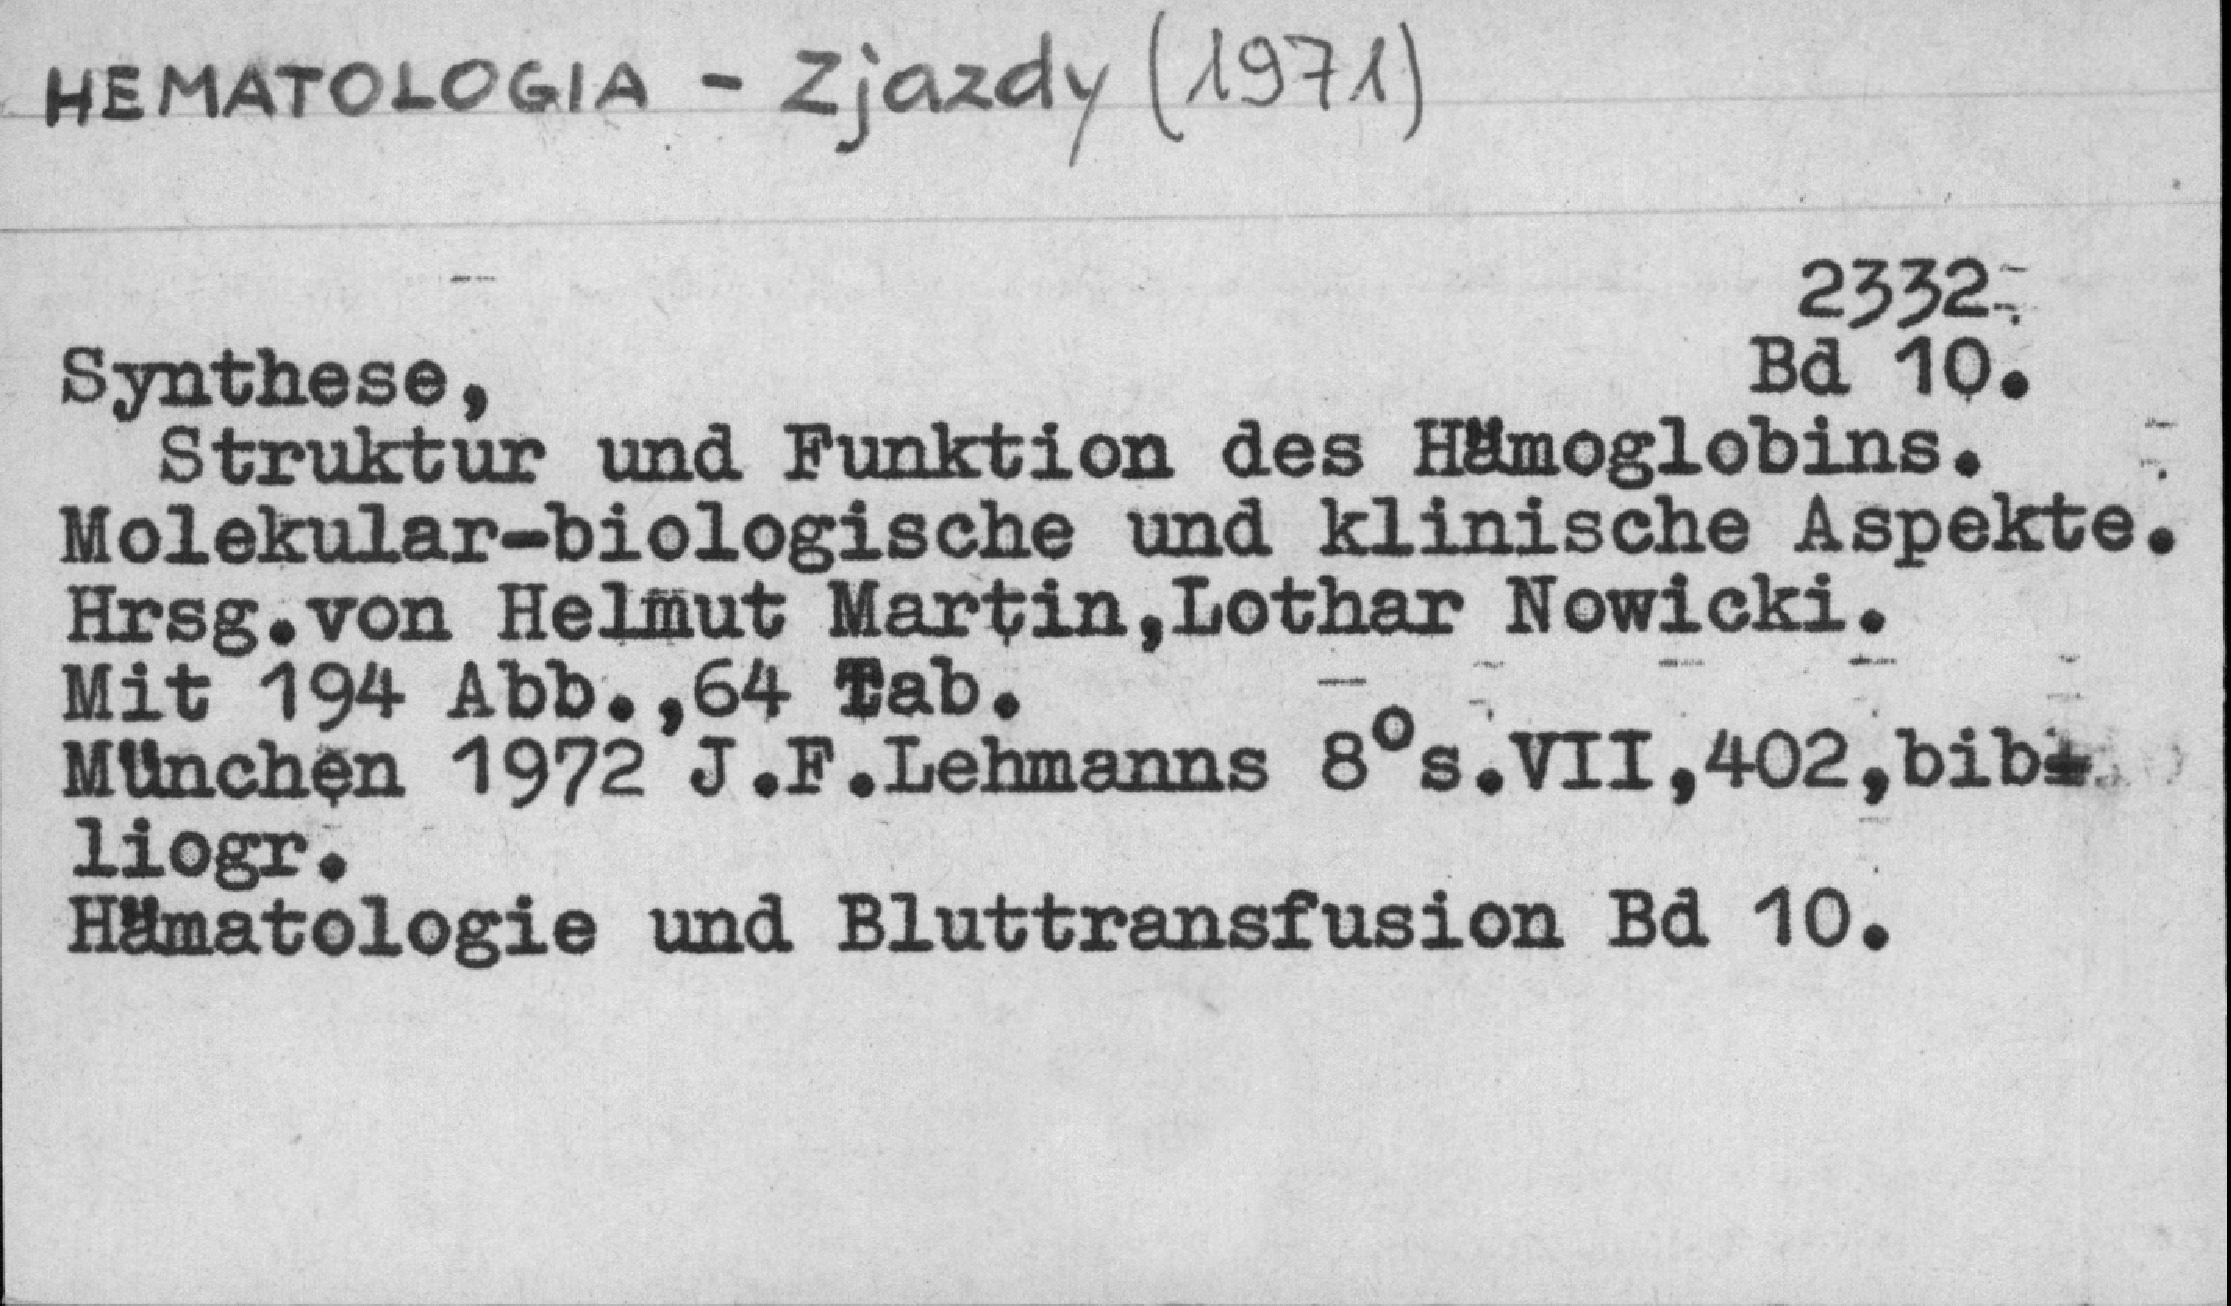 HEMATOLOGIA - Zjazdy (1971)
2332
Bd 10.
Synthese,
Struktur und Funktion des Hämoglobins.
Molekular-biologische und klinische Aspekte.
Hrsg.von Helmut Martin,Lothar Nowicki.
Mit 194 Abb.,64 Tab.
München 1972 J.F.Lehmanns 8°s.VII,402,bib-
liogr.
Hämatologie und Bluttransfusion Bd 10.